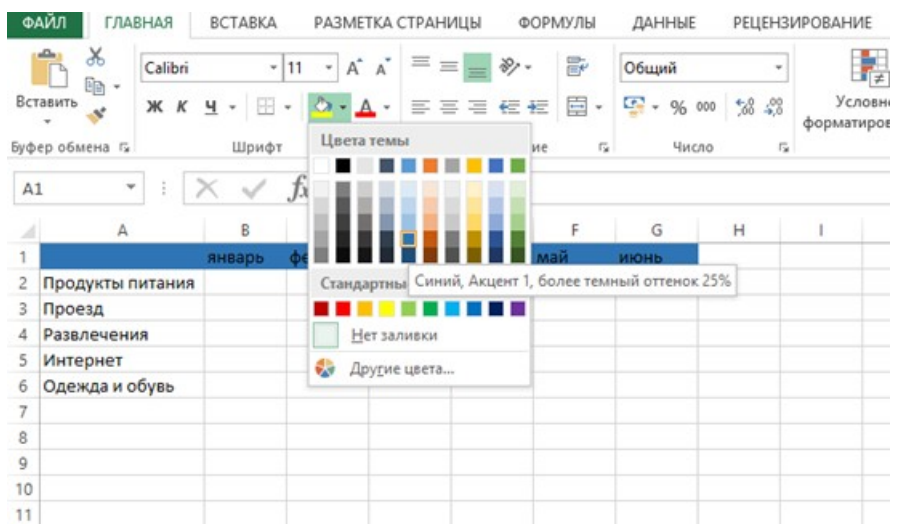 ФАЙЛ ГЛАВНАЯ ВСТАВКА РАЗМЕТКА СТРАНИЦЫ ФОРМУЛЫ ДАННЫЕ РЕЦЕНЗИРОВАНИЕ
Calibri 11 А А Общий
Вставить Ж К Ч А % 000 Условн
форматиров
Буфер обмена Шрифт ие Число
Цвета темы
A1 fx
A B F G H I
1 январь фе май июнь
Синий, Акцент 1, более темный оттенок 25%
2 Продукты питания Стандартны
3 Проезд
4 Развлечения Нет заливки
5 Интернет Другие цвета...
6 Одежда и обувь
7
8
9
10
11